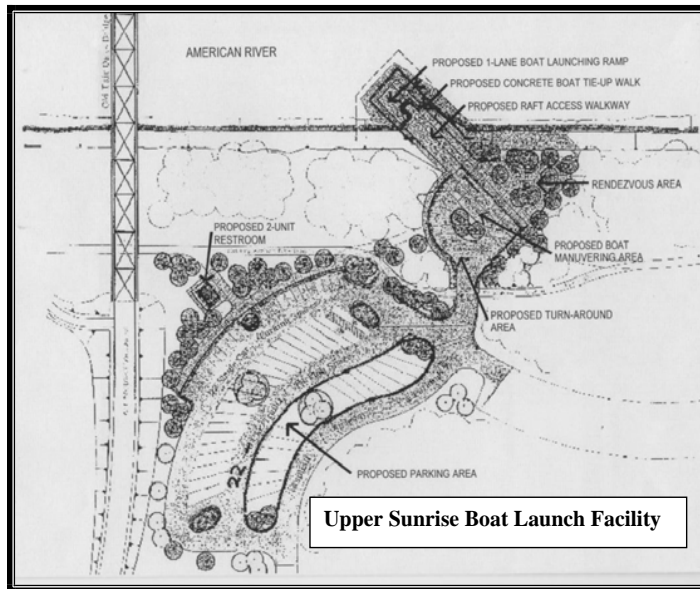 AMERICAN RIVER
PROPOSED 1-LANE BOAT LAUNCHING RAMP
PROPOSED CONCRETE BOAT TIE-UP WALK
PROPOSED RAFT ACCESS WALKWAY
RENDEZVOUS AREA
PROPOSED 2-UNIT
RESTROOM
PROPOSED BOAT
MANUVERING AREA
PROPOSED TURN-AROUND
AREA
22
PROPOSED PARKING AREA
Upper Sunrise Boat Launch Facility